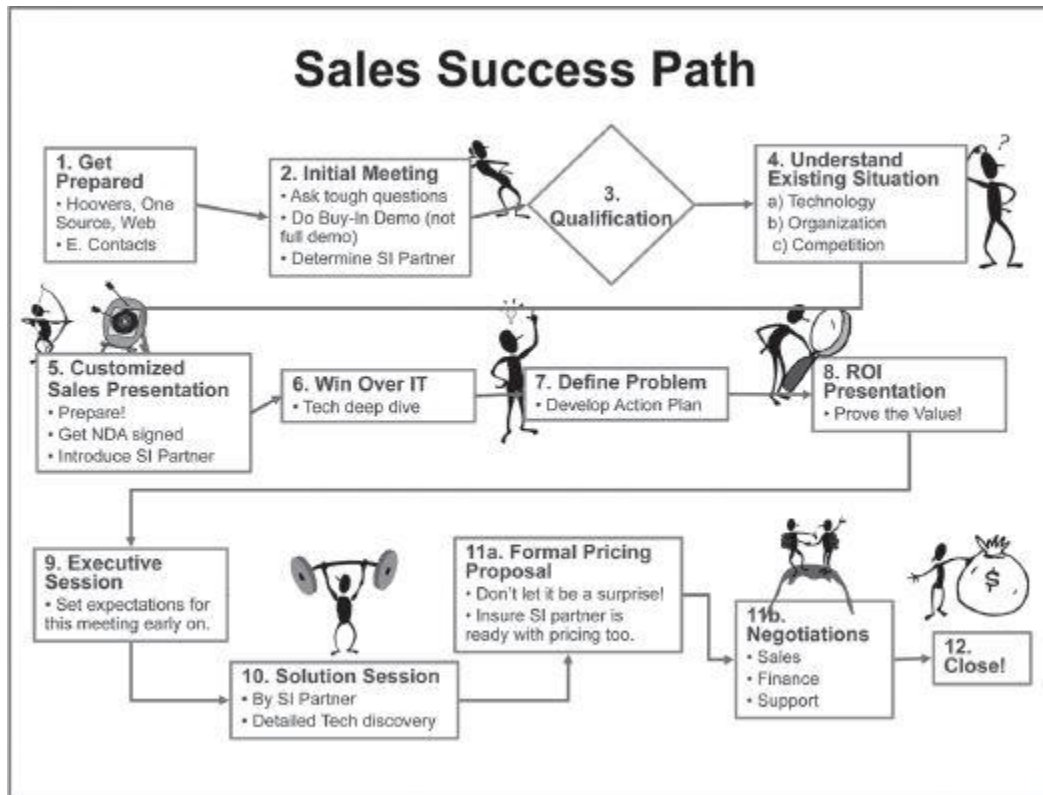 Sales Success Path
1. Get
Prepared
• Hoovers, One
Source, Web
• E. Contacts
2. Initial Meeting
• Ask tough questions
• Do Buy-In Demo (not
full demo)
• Determine SI Partner
3.
Qualification
4. Understand
Existing Situation
a) Technology
b) Organization
c) Competition
?
5. Customized
Sales Presentation
• Prepare!
• Get NDA signed
• Introduce SI Partner
6. Win Over IT
• Tech deep dive
7. Define Problem
• Develop Action Plan
8. ROI
Presentation
• Prove the Value!
9. Executive
Session
• Set expectations for
this meeting early on.
10. Solution Session
• By SI Partner
• Detailed Tech discovery
11a. Formal Pricing
Proposal
• Don't let it be a surprise!
• Insure SI partner is
ready with pricing too.
11b.
Negotiations
• Sales
• Finance
• Support
$
12.
Close!